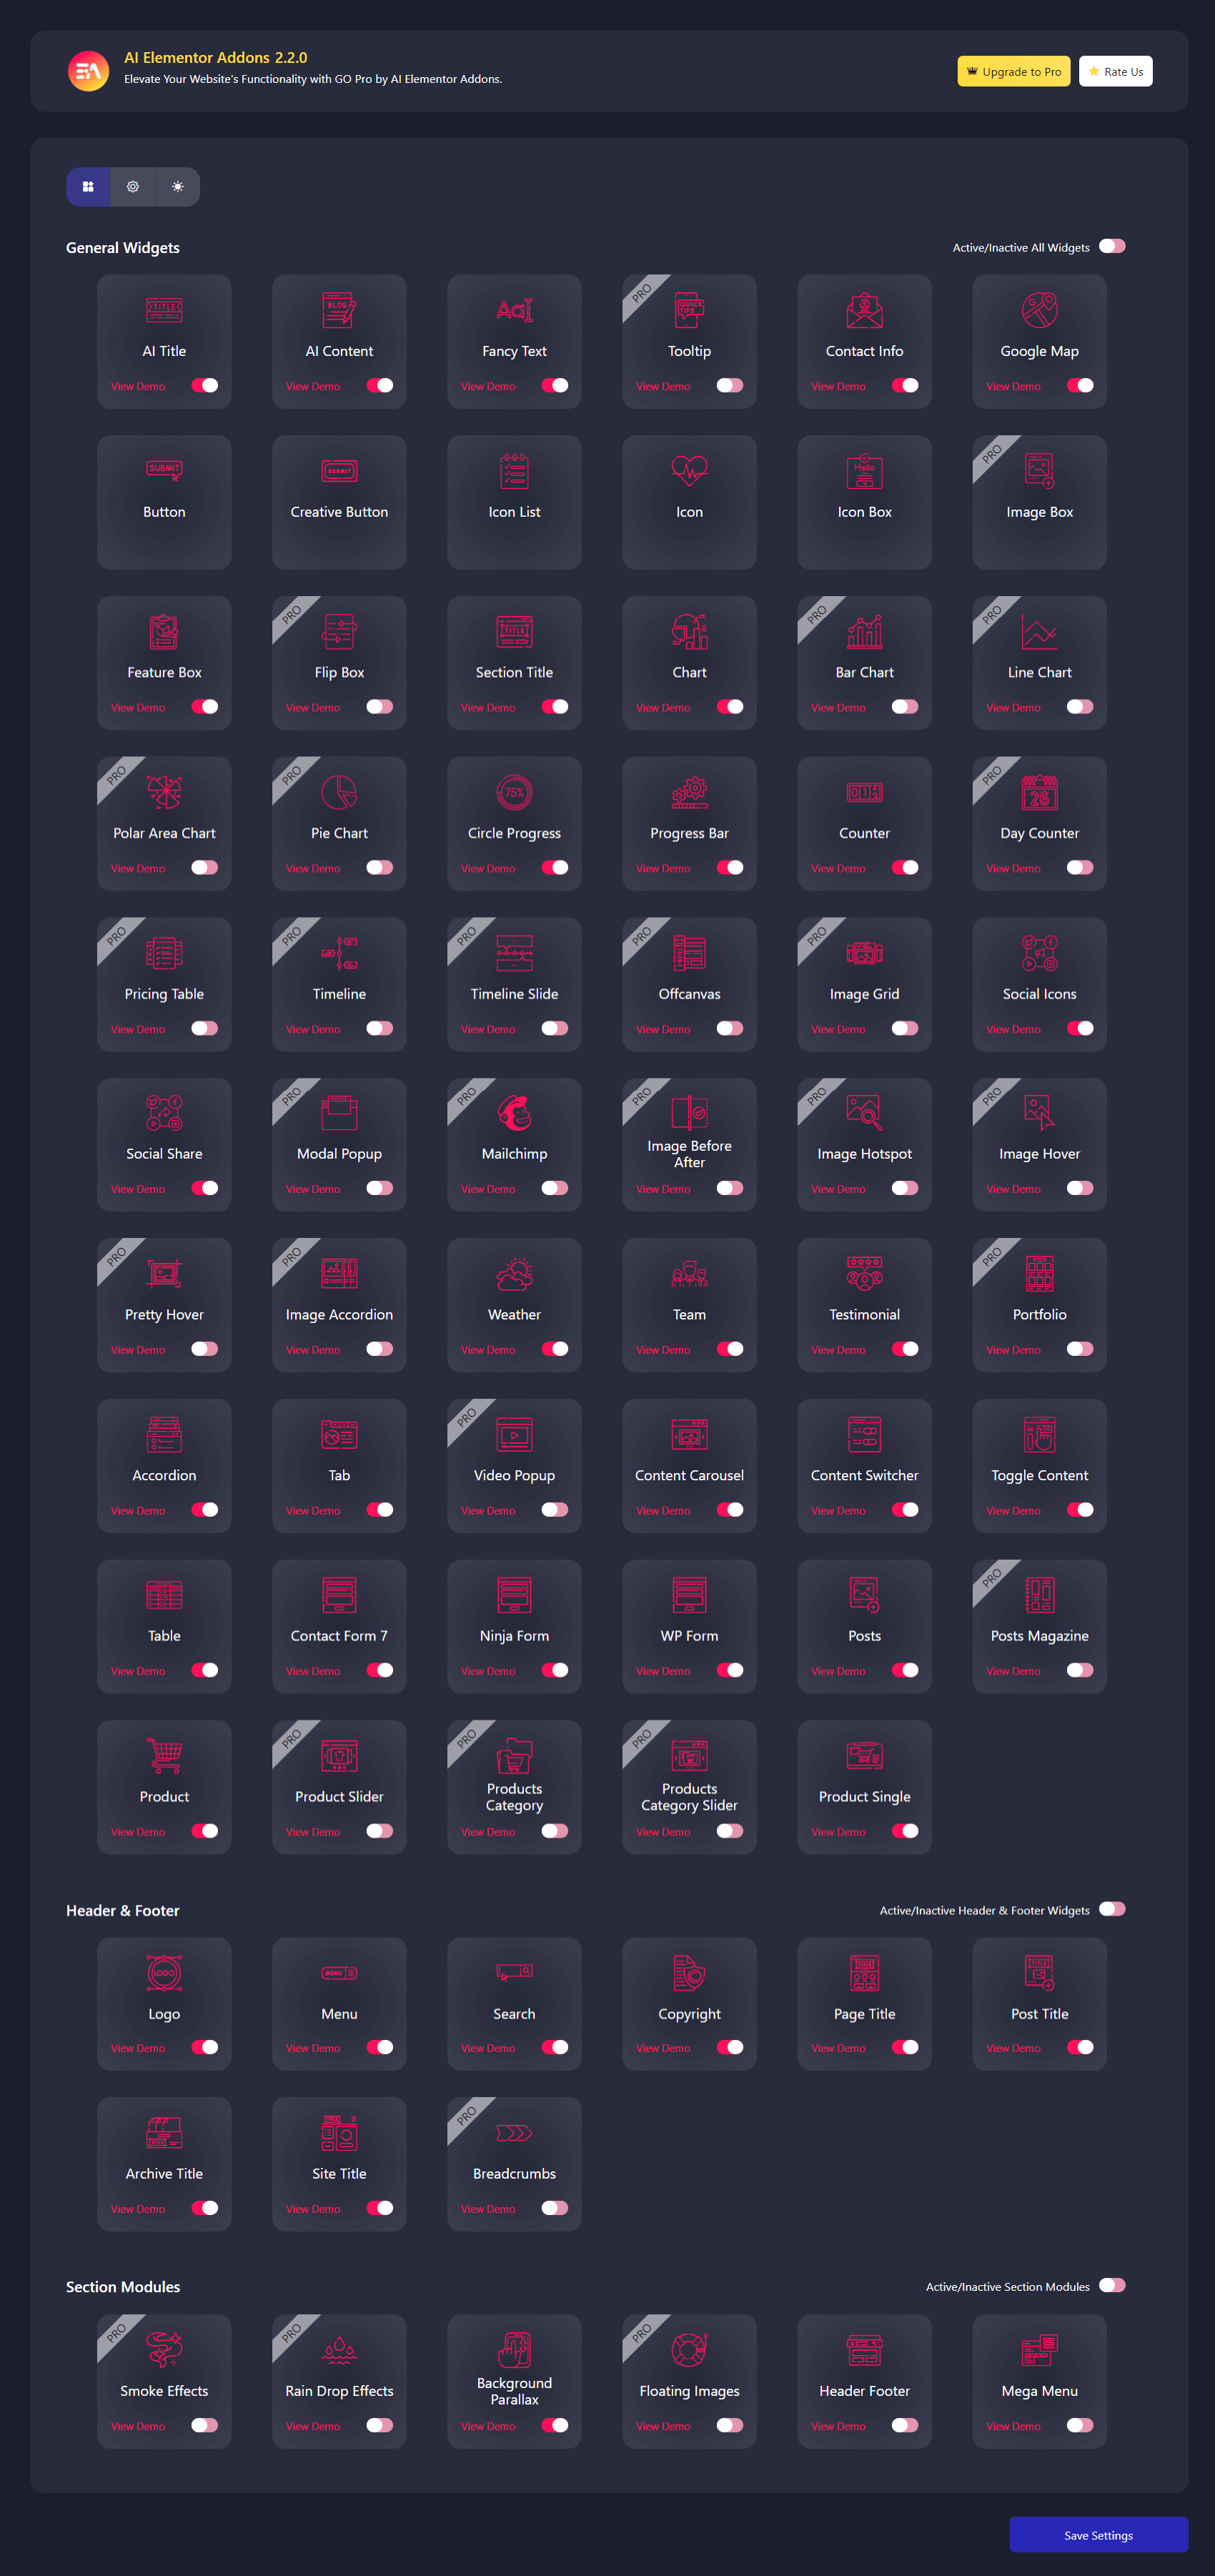 AI Elementor Addons 2.2.0
Elevate Your Website's Functionality with GO Pro by AI Elementor Addons.
Upgrade to Pro
Rate Us
General Widgets
Active/Inactive All Widgets
TITLE
AI Title
View Demo
BLOG
AI Content
View Demo
Aa
Fancy Text
View Demo
PRO
QUICK
TIPS
Tooltip
View Demo
Contact Info
View Demo
Google Map
View Demo
SUBMIT
Button
SUBMIT
Creative Button
Icon List
Icon
Hello
Icon Box
PRO
Image Box
Feature Box
View Demo
PRO
Flip Box
View Demo
TITLE
Section Title
View Demo
Chart
View Demo
PRO
Bar Chart
View Demo
PRO
Line Chart
View Demo
PRO
Polar Area Chart
View Demo
PRO
Pie Chart
View Demo
75%
Circle Progress
View Demo
Progress Bar
View Demo
Counter
View Demo
PRO
26
Day Counter
View Demo
PRO
Pricing Table
View Demo
PRO
Timeline
View Demo
PRO
Timeline Slide
View Demo
PRO
Offcanvas
View Demo
PRO
Image Grid
View Demo
Social Icons
View Demo
Social Share
View Demo
PRO
Modal Popup
View Demo
PRO
Mailchimp
View Demo
PRO
Image Before
After
View Demo
PRO
Image Hotspot
View Demo
PRO
Image Hover
View Demo
PRO
Pretty Hover
View Demo
PRO
Image Accordion
View Demo
Weather
View Demo
Team
View Demo
Testimonial
View Demo
PRO
Portfolio
View Demo
Accordion
View Demo
Tab
View Demo
PRO
Video Popup
View Demo
Content Carousel
View Demo
Content Switcher
View Demo
Toggle Content
View Demo
Table
View Demo
Contact Form 7
View Demo
Ninja Form
View Demo
WP Form
View Demo
Posts
View Demo
PRO
Posts Magazine
View Demo
Product
View Demo
PRO
Product Slider
View Demo
PRO
Products
Category
View Demo
PRO
Products
Category Slider
View Demo
Product Single
View Demo
Header & Footer
Active/Inactive Header & Footer Widgets
LOGO
Logo
View Demo
MENU
Menu
View Demo
Search
View Demo
Copyright
View Demo
TITLE
Page Title
View Demo
TITLE
Post Title
View Demo
TITLE
Archive Title
View Demo
Site Title
View Demo
PRO
Breadcrumbs
View Demo
Section Modules
Active/Inactive Section Modules
PRO
Smoke Effects
View Demo
PRO
Rain Drop Effects
View Demo
Background
Parallax
View Demo
PRO
Floating Images
View Demo
Header Footer
View Demo
Mega Menu
View Demo
Save Settings